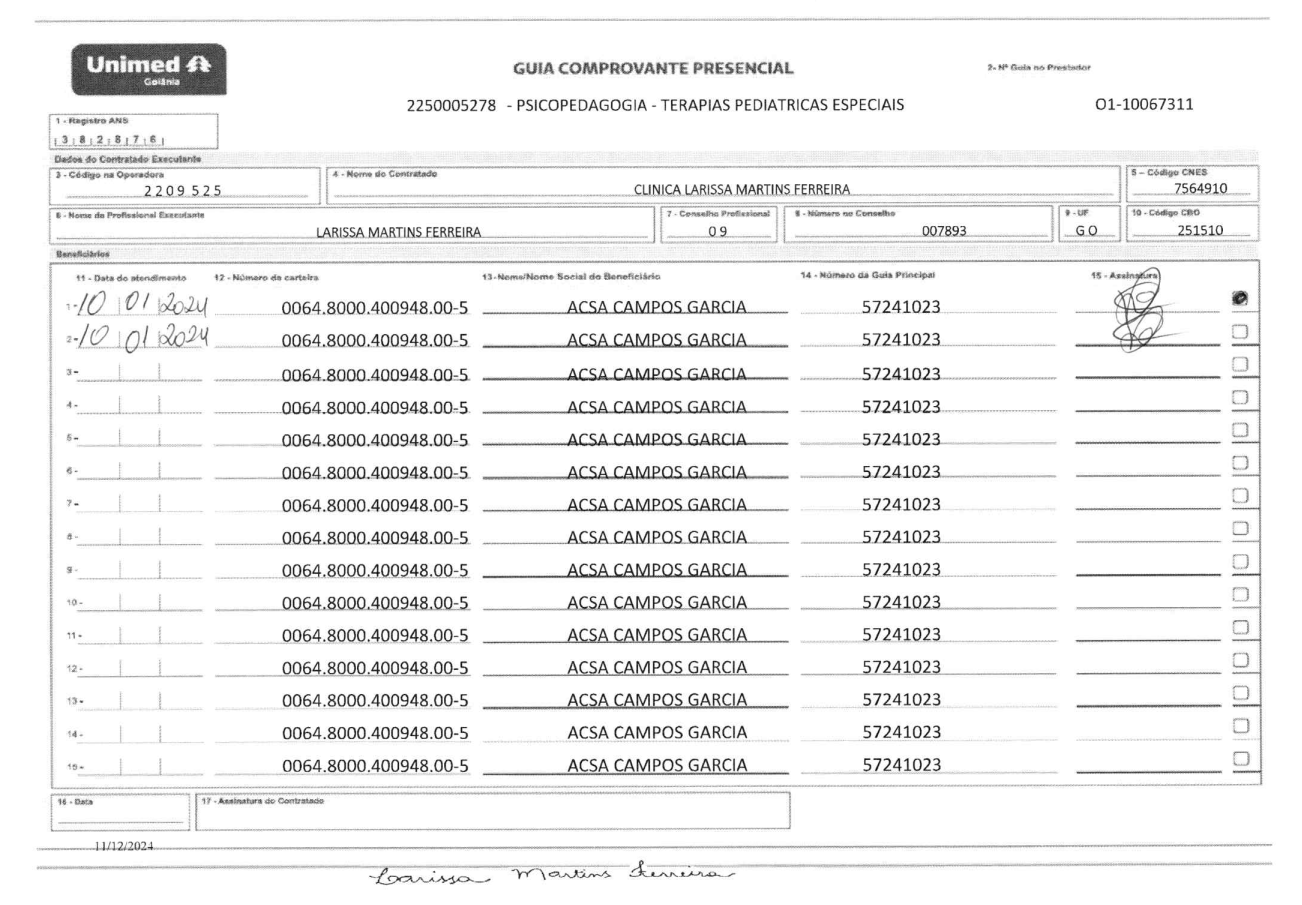 Unimed
Goiânia
GUIA COMPROVANTE PRESENCIAL
2- Nº Guia no Prestador
2250005278 - PSICOPEDAGOGIA - TERAPIAS PEDIATRICAS ESPECIAIS
O1-10067311
1 - Registro ANS
3 8 2 8 7 6
Dados do Contratado Executante
3 - Código na Operadora
2209 525
4 - Nome do Contratado
CLINICA LARISSA MARTINS FERREIRA
5 - Código CNES
7564910
6 - Nome do Profissional Executante
LARISSA MARTINS FERREIRA
7 - Conselho Profissional
0 9
8 - Número no Conselho
007893
9 - UF
G O
10 - Código CBO
251510
Beneficiários
11 - Data do atendimento 12 - Número da carteira 13-Nome/Nome Social do Beneficiário 14 - Número da Guia Principal 15 - Assinatura
1- 10 01 2024 0064.8000.400948.00-5 ACSA CAMPOS GARCIA 57241023
2- 10 01 2024 0064.8000.400948.00-5 ACSA CAMPOS GARCIA 57241023
3- 0064.8000.400948.00-5 ACSA CAMPOS GARCIA 57241023
4- 0064.8000.400948.00-5 ACSA CAMPOS GARCIA 57241023
5- 0064.8000.400948.00-5 ACSA CAMPOS GARCIA 57241023
6- 0064.8000.400948.00-5 ACSA CAMPOS GARCIA 57241023
7- 0064.8000.400948.00-5 ACSA CAMPOS GARCIA 57241023
8- 0064.8000.400948.00-5 ACSA CAMPOS GARCIA 57241023
9- 0064.8000.400948.00-5 ACSA CAMPOS GARCIA 57241023
10- 0064.8000.400948.00-5 ACSA CAMPOS GARCIA 57241023
11- 0064.8000.400948.00-5 ACSA CAMPOS GARCIA 57241023
12- 0064.8000.400948.00-5 ACSA CAMPOS GARCIA 57241023
13- 0064.8000.400948.00-5 ACSA CAMPOS GARCIA 57241023
14- 0064.8000.400948.00-5 ACSA CAMPOS GARCIA 57241023
15- 0064.8000.400948.00-5 ACSA CAMPOS GARCIA 57241023
16 - Data
17 - Assinatura do Contratado
11/12/2024
Larissa Martins Ferreira